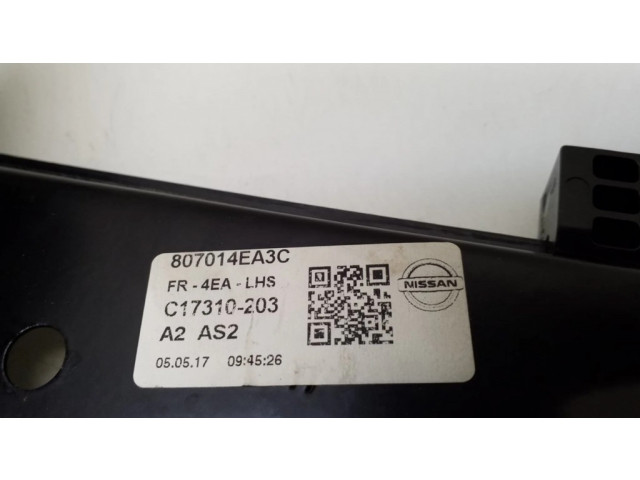 807014EA3C
FR - 4EA - LHS
C17310-203
A2 AS2
05.05.17 09:45:26
NISSAN